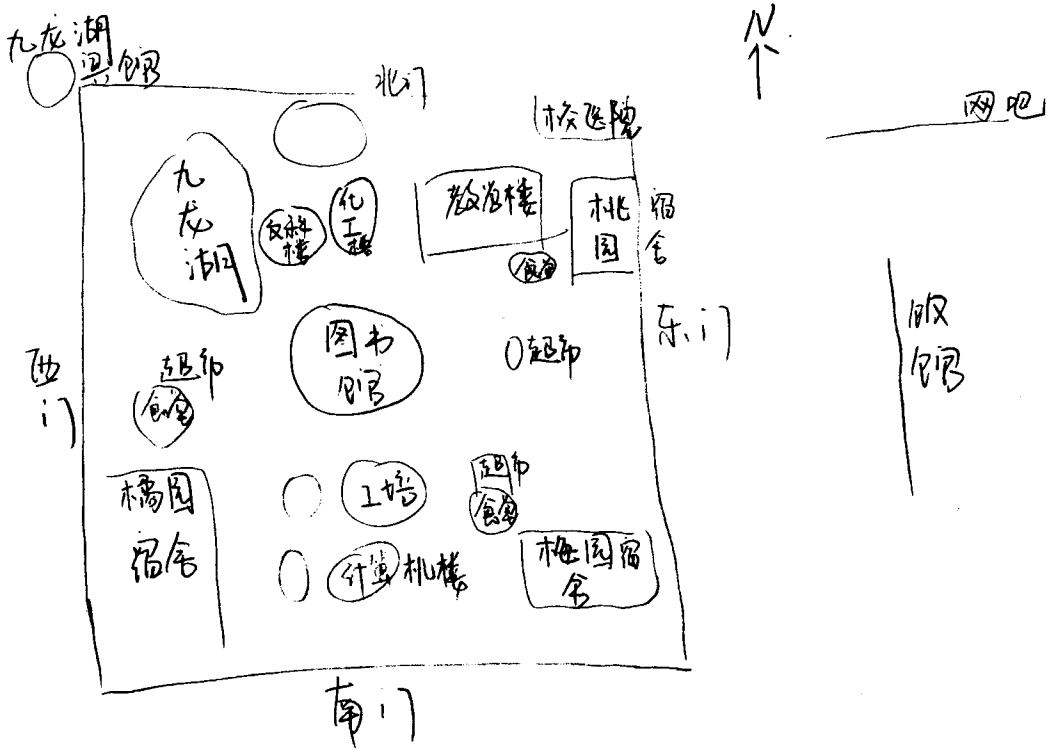 九龙湖
宾馆
N
北门
校医院
网吧
九
龙
湖
化
工
楼
教学楼
桃
园
宿
舍
材料
楼
食堂
东门
饭
馆
图书
馆
超市
超市
西
门
食堂
橘园
宿舍
工培
超市
食堂
计算机楼
梅园宿
舍
南门